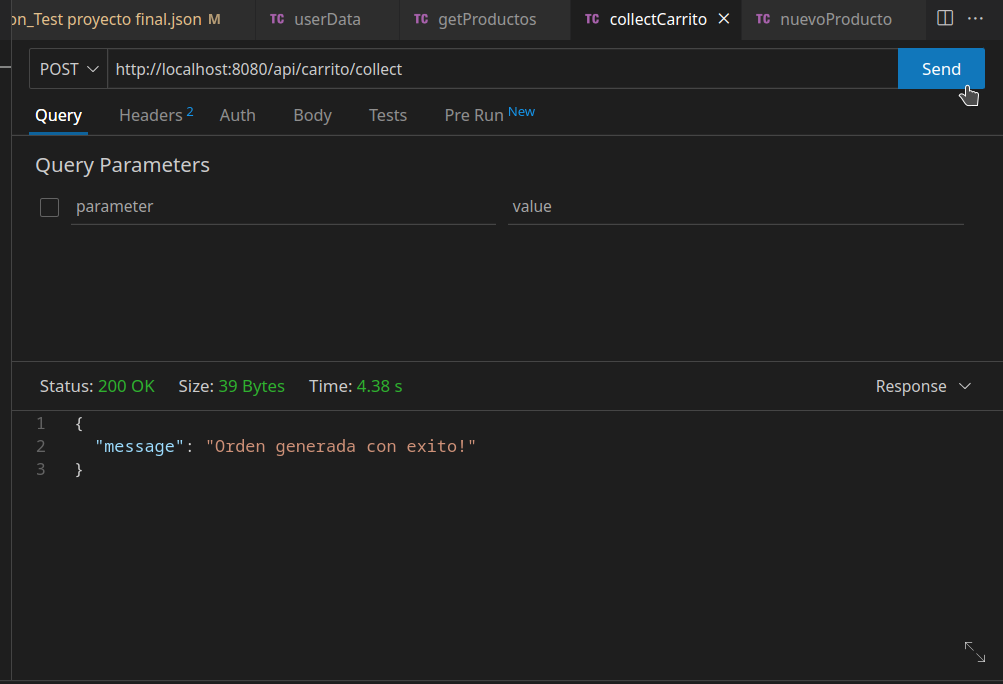 on_Test proyecto final.json M TC userData TC getProductos TC collectCarrito TC nuevoProducto
POST http://localhost:8080/api/carrito/collect Send
Query Headers 2 Auth Body Tests Pre Run New
Query Parameters
parameter value
Status: 200 OK Size: 39 Bytes Time: 4.38 s Response
1 {
2 "message": "Orden generada con exito!"
3 }